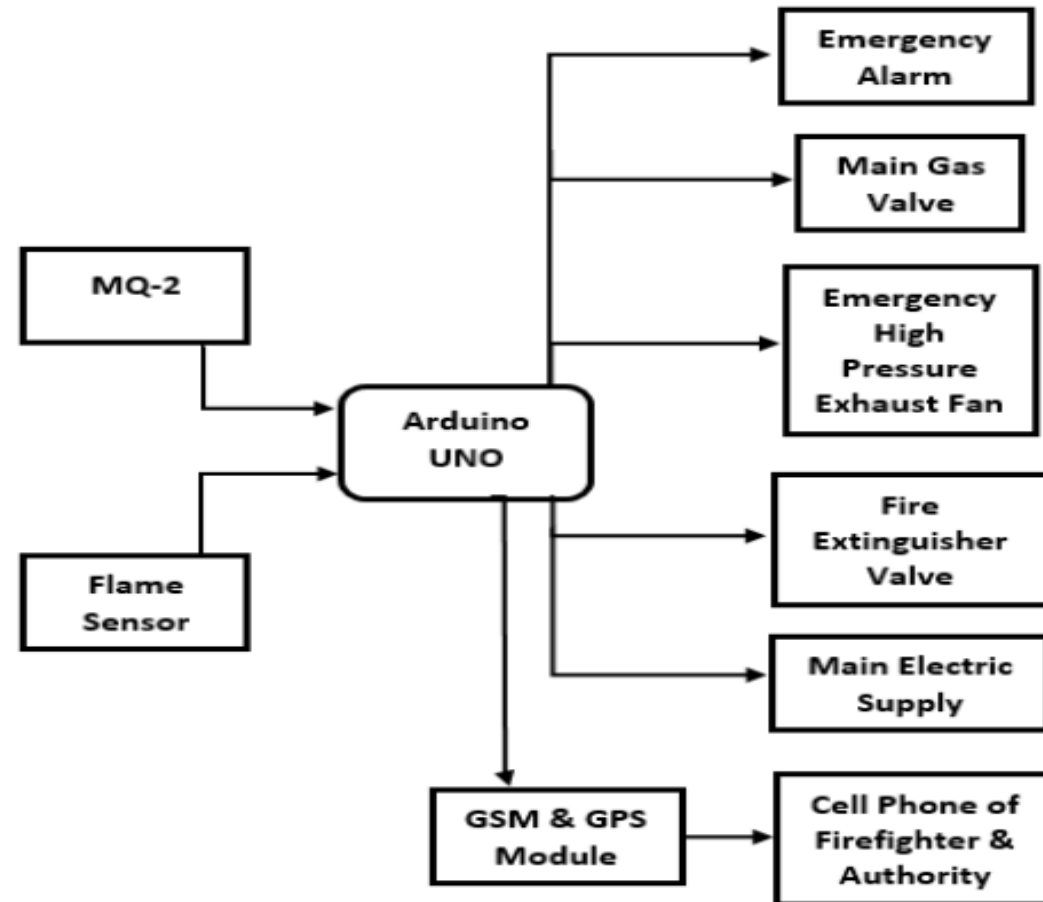 Emergency
Alarm
Main Gas
Valve
MQ-2
Emergency
High
Pressure
Exhaust Fan
Arduino
UNO
Fire
Extinguisher
Valve
Flame
Sensor
Main Electric
Supply
GSM & GPS
Module
Cell Phone of
Firefighter &
Authority